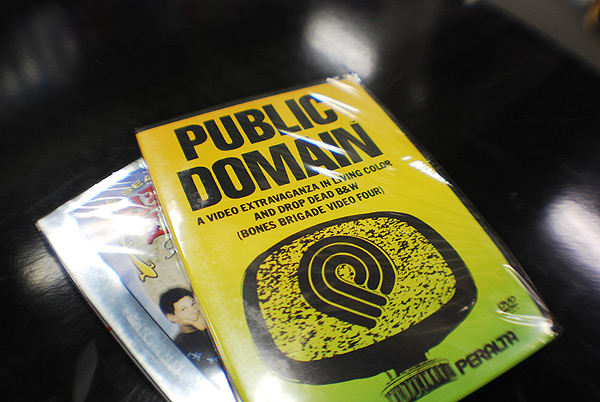 PUBLIC
DOMAIN
A VIDEO EXTRAVAGANZA IN LIVING COLOR
AND DROP DEAD B&W
(BONES BRIGADE VIDEO FOUR)
DVD
PERALTA